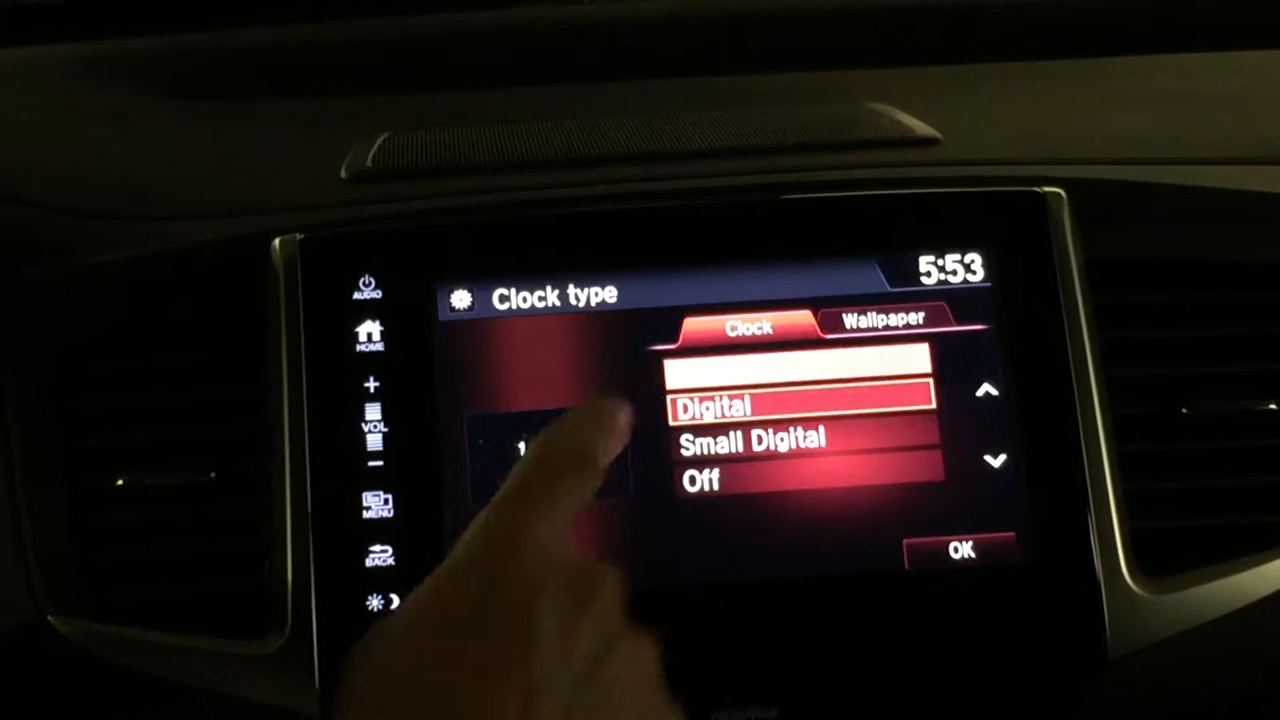 AUDIO
HOME
+
VOL
−
MENU
BACK
Clock type
5:53
Clock
Wallpaper
Digital
Small Digital
Off
OK